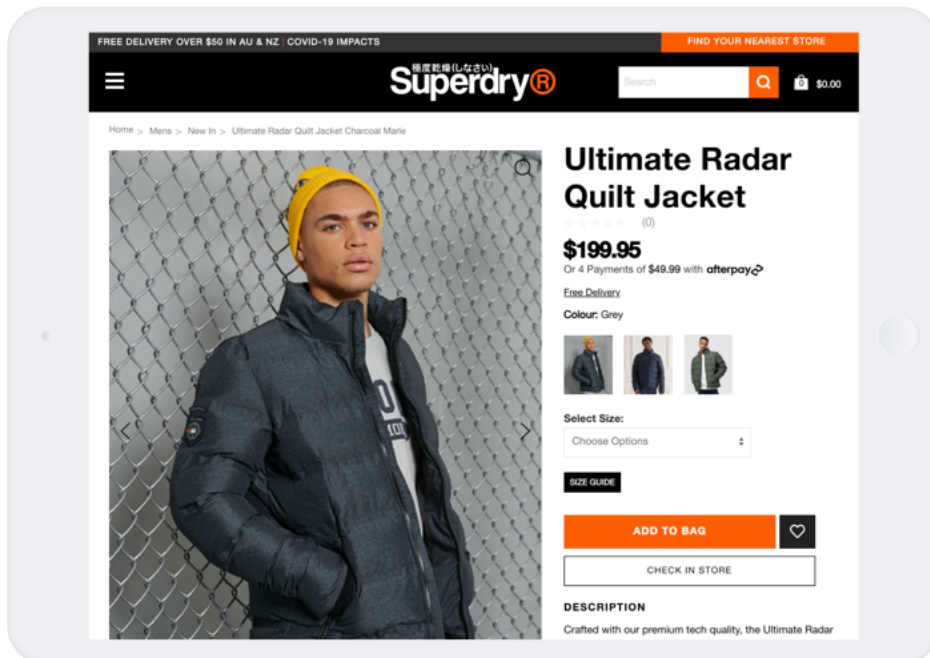 FREE DELIVERY OVER $50 IN AU & NZ | COVID-19 IMPACTS
FIND YOUR NEAREST STORE
極度乾燥(しなさい)
Superdry®
Search
0
$0.00
Home > Mens > New In > Ultimate Radar Quilt Jacket Charcoal Marle
Ultimate Radar
Quilt Jacket
(0)
$199.95
Or 4 Payments of $49.99 with afterpay
Free Delivery
Colour: Grey
Select Size:
Choose Options
SIZE GUIDE
ADD TO BAG
CHECK IN STORE
DESCRIPTION
Crafted with our premium tech quality, the Ultimate Radar